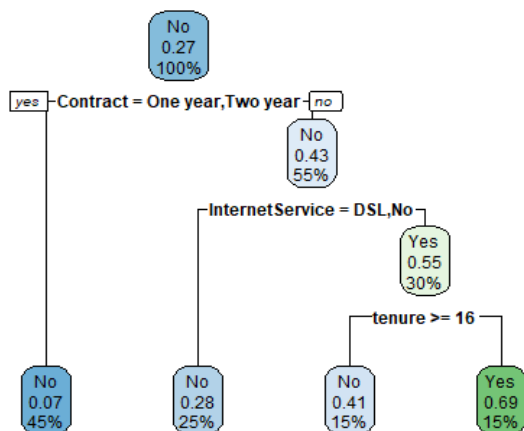 No
0.27
100%
yes Contract = One year,Two year no
No
0.43
55%
InternetService = DSL,No
Yes
0.55
30%
tenure >= 16
No
0.07
45%
No
0.28
25%
No
0.41
15%
Yes
0.69
15%